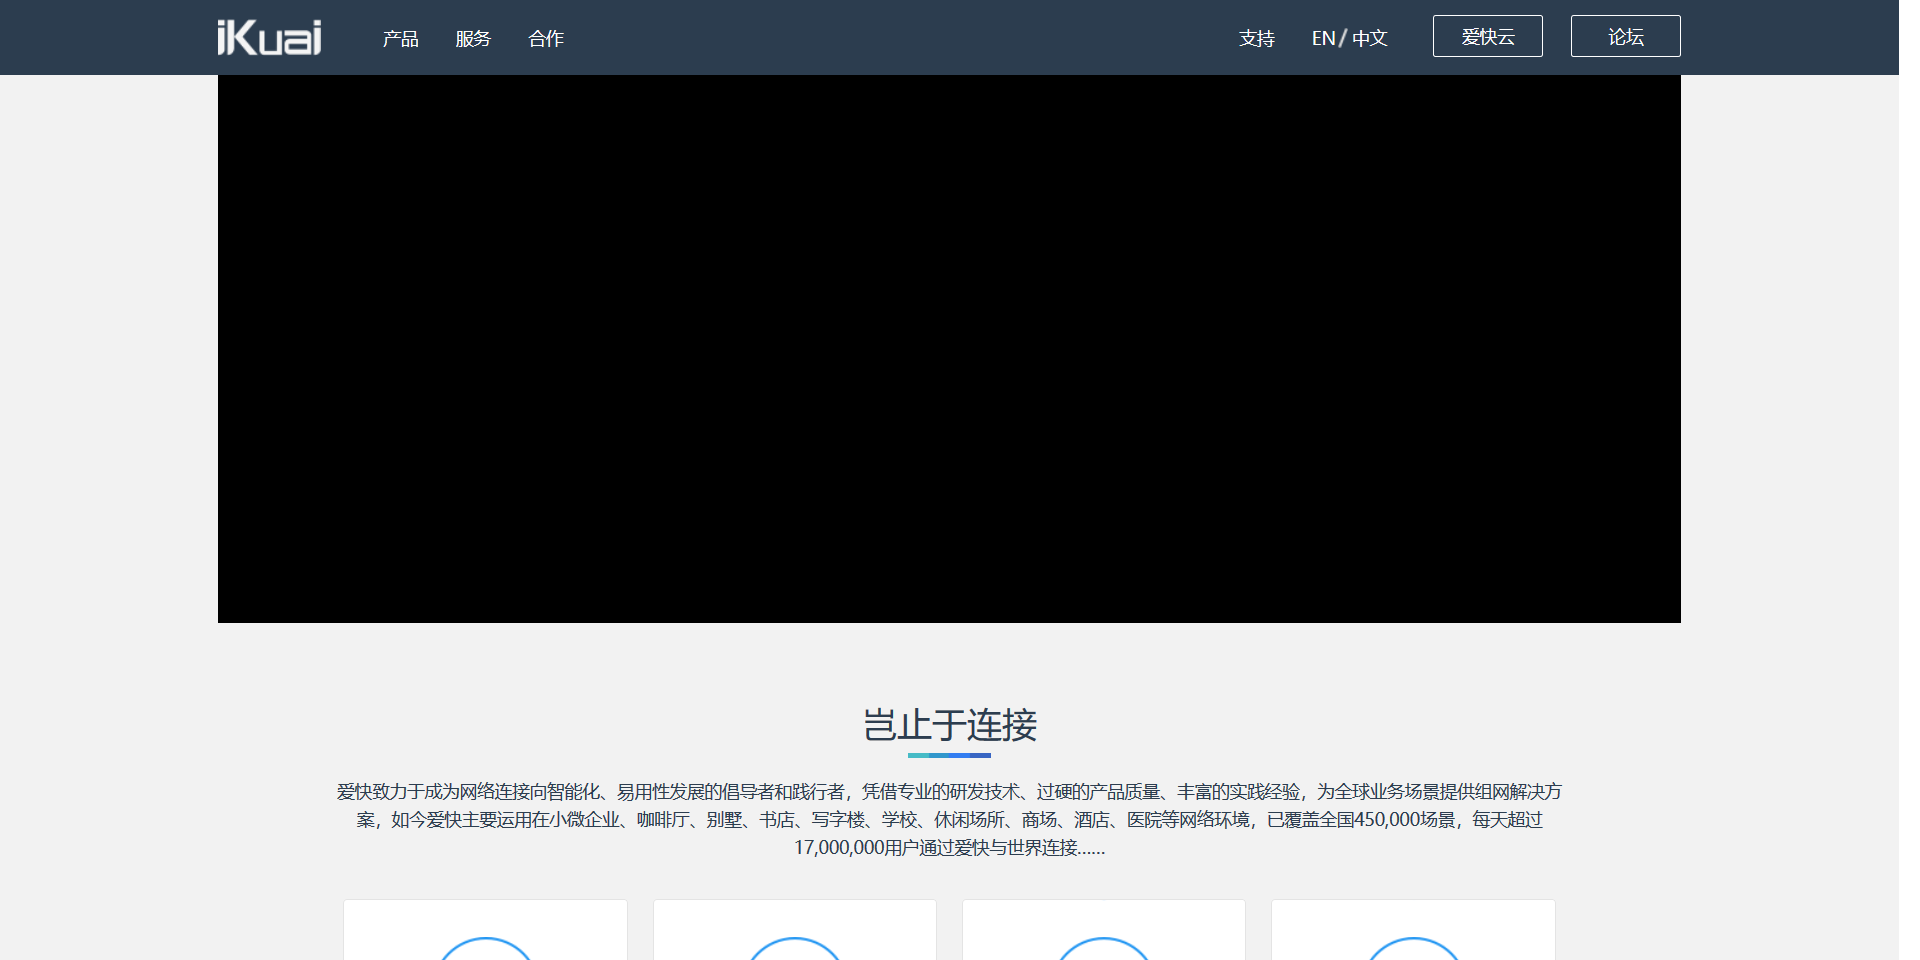 iKuai 产品 服务 合作 支持 EN/ 中文 爱快云 论坛
岂止于连接
爱快致力于成为网络连接向智能化、易用性发展的倡导者和践行者，凭借专业的研发技术、过硬的产品质量、丰富的实践经验，为全球业务场景提供组网解决方
案，如今爱快主要运用在小微企业、咖啡厅、别墅、书店、写字楼、学校、休闲场所、商场、酒店、医院等网络环境，已覆盖全国450,000场景，每天超过
17,000,000用户通过爱快与世界连接......